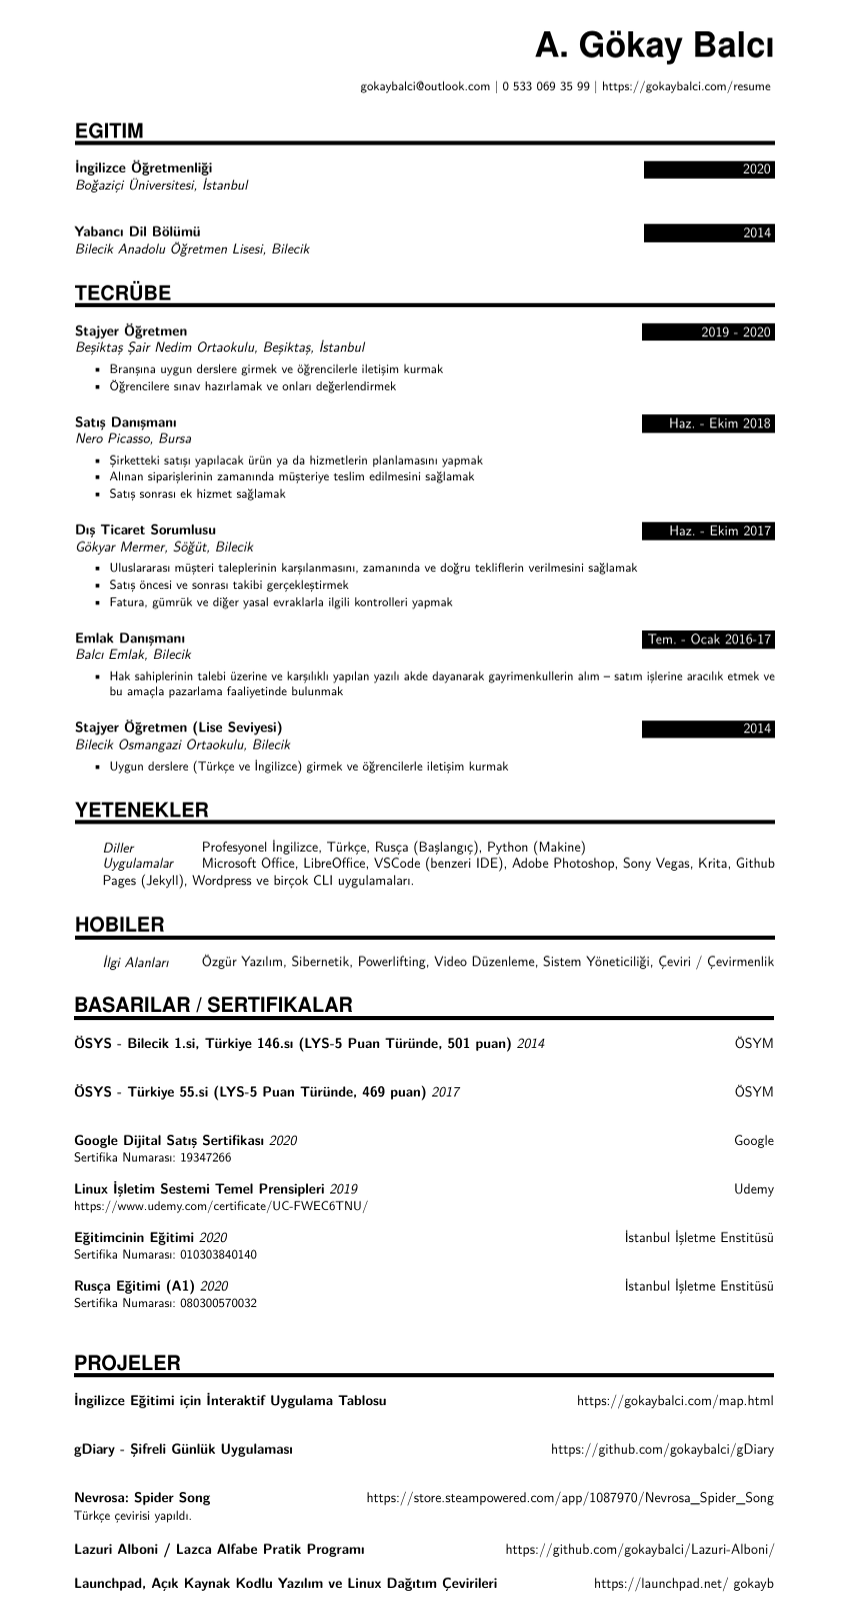 A. Gökay Balcı
gokaybalci@outlook.com | 0 533 069 35 99 | https://gokaybalci.com/resume
EGITIM
İngilizce Öğretmenliği 2020
Boğaziçi Üniversitesi, İstanbul
Yabancı Dil Bölümü 2014
Bilecik Anadolu Öğretmen Lisesi, Bilecik
TECRÜBE
Stajyer Öğretmen 2019 - 2020
Beşiktaş Şair Nedim Ortaokulu, Beşiktaş, İstanbul
▪ Branşına uygun derslere girmek ve öğrencilerle iletişim kurmak
▪ Öğrencilere sınav hazırlamak ve onları değerlendirmek
Satış Danışmanı Haz. - Ekim 2018
Nero Picasso, Bursa
▪ Şirketteki satışı yapılacak ürün ya da hizmetlerin planlamasını yapmak
▪ Alınan siparişlerinin zamanında müşteriye teslim edilmesini sağlamak
▪ Satış sonrası ek hizmet sağlamak
Dış Ticaret Sorumlusu Haz. - Ekim 2017
Gökyar Mermer, Söğüt, Bilecik
▪ Uluslararası müşteri taleplerinin karşılanmasını, zamanında ve doğru tekliflerin verilmesini sağlamak
▪ Satış öncesi ve sonrası takibi gerçekleştirmek
▪ Fatura, gümrük ve diğer yasal evraklarla ilgili kontrolleri yapmak
Emlak Danışmanı Tem. - Ocak 2016-17
Balcı Emlak, Bilecik
▪ Hak sahiplerinin talebi üzerine ve karşılıklı yapılan yazılı akde dayanarak gayrimenkullerin alım – satım işlerine aracılık etmek ve
bu amaçla pazarlama faaliyetinde bulunmak
Stajyer Öğretmen (Lise Seviyesi) 2014
Bilecik Osmangazi Ortaokulu, Bilecik
▪ Uygun derslere (Türkçe ve İngilizce) girmek ve öğrencilerle iletişim kurmak
YETENEKLER
Diller Profesyonel İngilizce, Türkçe, Rusça (Başlangıç), Python (Makine)
Uygulamalar Microsoft Office, LibreOffice, VSCode (benzeri IDE), Adobe Photoshop, Sony Vegas, Krita, Github
Pages (Jekyll), Wordpress ve birçok CLI uygulamaları.
HOBILER
İlgi Alanları Özgür Yazılım, Sibernetik, Powerlifting, Video Düzenleme, Sistem Yöneticiliği, Çeviri / Çevirmenlik
BASARILAR / SERTIFIKALAR
ÖSYS - Bilecik 1.si, Türkiye 146.sı (LYS-5 Puan Türünde, 501 puan) 2014 ÖSYM
ÖSYS - Türkiye 55.si (LYS-5 Puan Türünde, 469 puan) 2017 ÖSYM
Google Dijital Satış Sertifikası 2020 Google
Sertifika Numarası: 19347266
Linux İşletim Sistemi Temel Prensipleri 2019 Udemy
https://www.udemy.com/certificate/UC-FWEC6TNU/
Eğitimcinin Eğitimi 2020 İstanbul İşletme Enstitüsü
Sertifika Numarası: 010303840140
Rusça Eğitimi (A1) 2020 İstanbul İşletme Enstitüsü
Sertifika Numarası: 080300570032
PROJELER
İngilizce Eğitimi için İnteraktif Uygulama Tablosu https://gokaybalci.com/map.html
gDiary - Şifreli Günlük Uygulaması https://github.com/gokaybalci/gDiary
Nevrosa: Spider Song https://store.steampowered.com/app/1087970/Nevrosa_Spider_Song
Türkçe çevirisi yapıldı.
Lazuri Alboni / Lazca Alfabe Pratik Programı https://github.com/gokaybalci/Lazuri-Alboni/
Launchpad, Açık Kaynak Kodlu Yazılım ve Linux Dağıtım Çevirileri https://launchpad.net/ gokayb